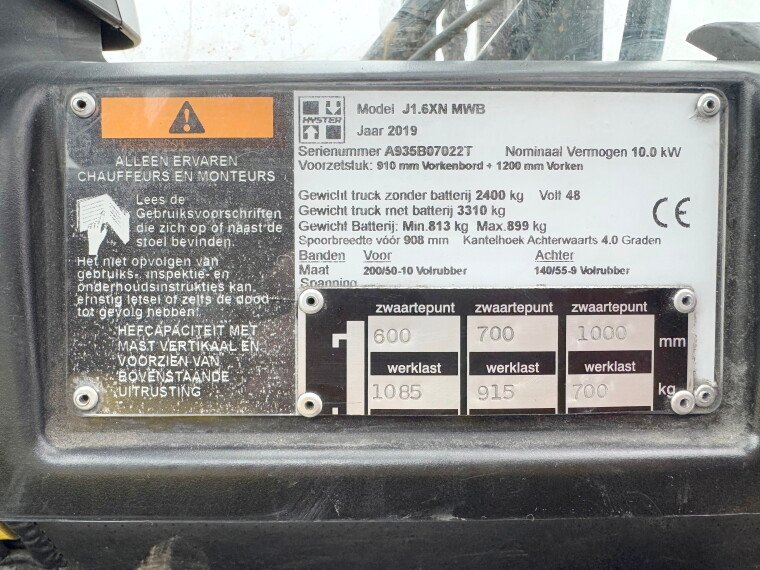 ALLEEN ERVAREN
CHAUFFEURS EN MONTEURS
Lees de
Gebruiksvoorschriften
die zich op of naast de
stoel bevinden.
Het niet opvolgen van
gebruiks-, inspektie- en
onderhoudsinstrukties kan
ernstig letsel of zelfs de dood
tot gevolg hebben!
HEFCAPACITEIT MET
MAST VERTIKAAL EN
VOORZIEN VAN
BOVENSTAANDE
UITRUSTING
HYSTER
Model J1.6XN MWB
Jaar 2019
Serienummer A935B07022T Nominaal Vermogen 10.0 kW
Voorzetstuk: 910 mm Vorkenbord + 1200 mm Vorken
Gewicht truck zonder batterij 2400 kg Volt 48
Gewicht truck met batterij 3310 kg
Gewicht Batterij: Min.813 kg Max.899 kg
Spoorbreedte vóór 908 mm Kantelhoek Achterwaarts 4.0 Graden
CE
Banden Voor Achter
Maat 200/50-10 Volrubber 140/55-9 Volrubber
Spanning
zwaartepunt zwaartepunt zwaartepunt
600 700 1000 mm
werklast werklast werklast
1085 915 700 kg